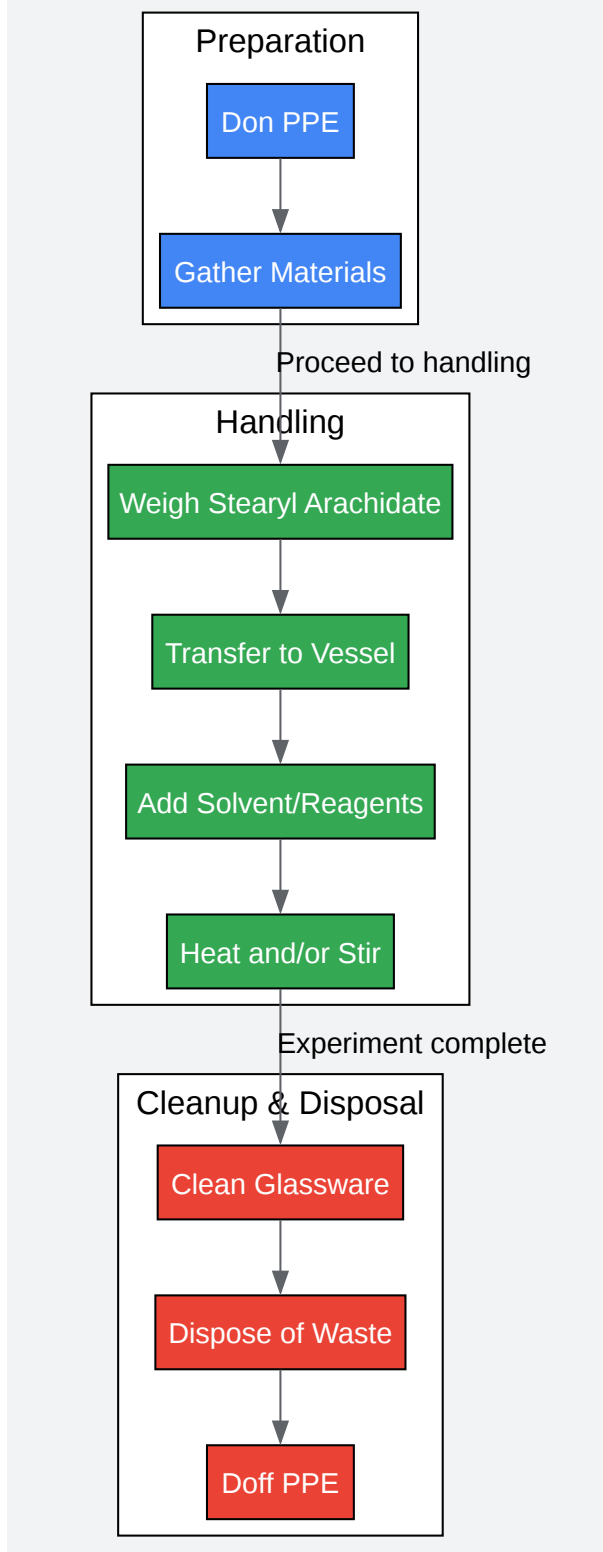 Preparation
Don PPE
Gather Materials
Proceed to handling
Handling
Weigh Stearyl Arachidate
Transfer to Vessel
Add Solvent/Reagents
Heat and/or Stir
Experiment complete
Cleanup & Disposal
Clean Glassware
Dispose of Waste
Doff PPE